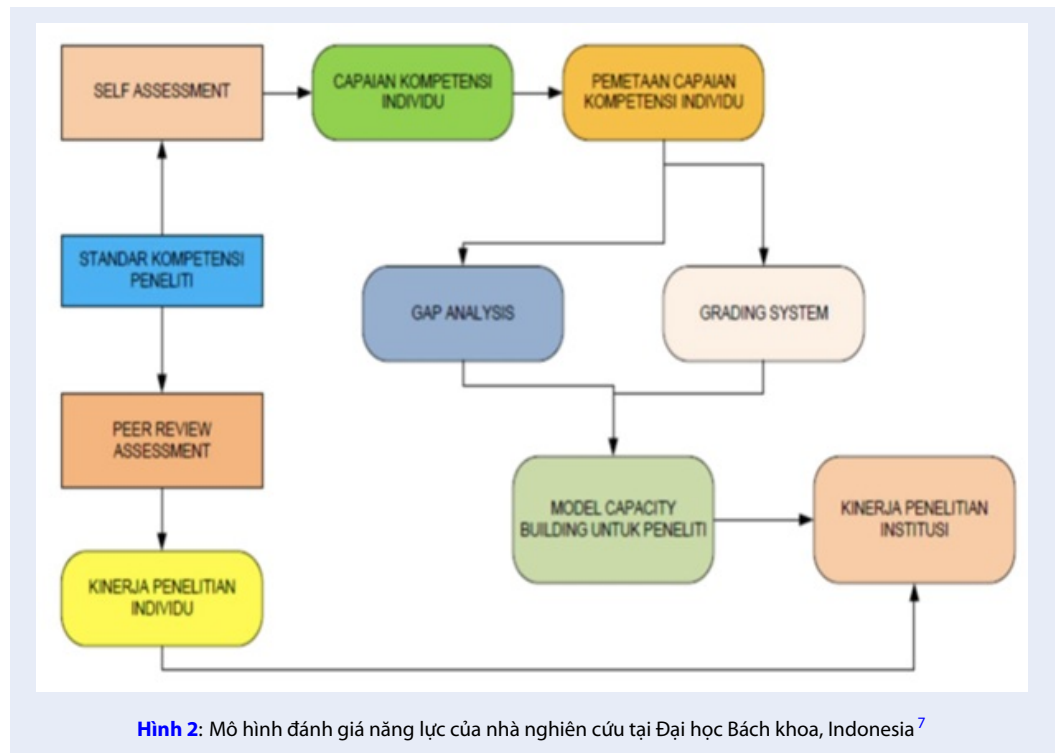 SELF ASSESSMENT
CAPAIAN KOMPETENSI
INDIVIDU
PEMETAAN CAPAIAN
KOMPETENSI INDIVIDU
STANDAR KOMPETENSI
PENELITI
GAP ANALYSIS
GRADING SYSTEM
PEER REVIEW
ASSESSMENT
MODEL CAPACITY
BUILDING UNTUK PENELITI
KINERJA PENELITIAN
INSTITUSI
KINERJA PENELITIAN
INDIVIDU
Hình 2: Mô hình đánh giá năng lực của nhà nghiên cứu tại Đại học Bách khoa, Indonesia 7